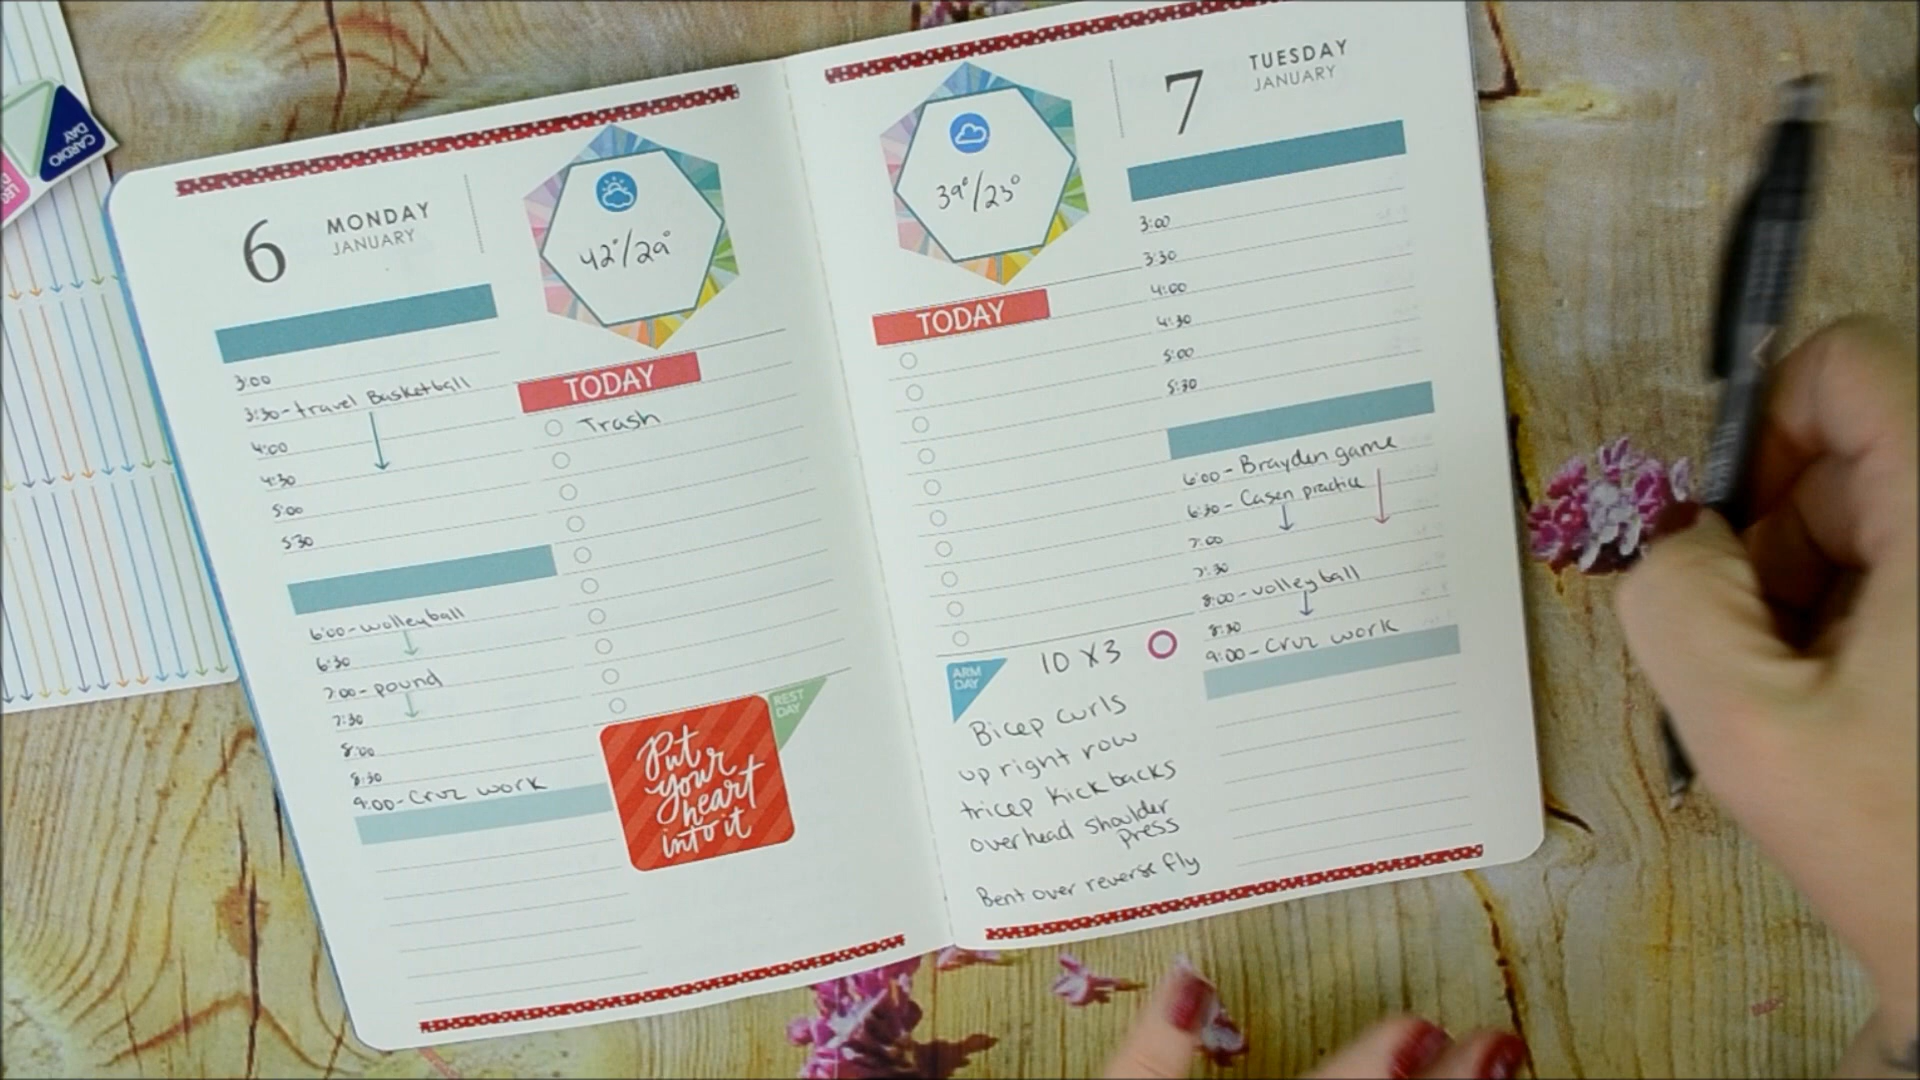 CARDIO
DAY
6
MONDAY
JANUARY
42°/29°
3:00
3:30-travel Basketball
4:00
4:30
5:00
5:30
6:00-wolleyball
6:30
7:00-pound
7:30
8:00
8:30
9:00-Cruz work
TODAY
Trash
REST
DAY
Put
your
heart
into it
39°/23°
7
TUESDAY
JANUARY
TODAY
3:00
3:30
4:00
4:30
5:00
5:30
6:00-Brayden game
6:30-Casen practice
7:00
7:30
8:00-volleyball
8:30
9:00-Cruz work
ARM
DAY
10 X3
Bicep curls
up right row
tricep Kick backs
overhead shoulder
press
Bent over reverse fly